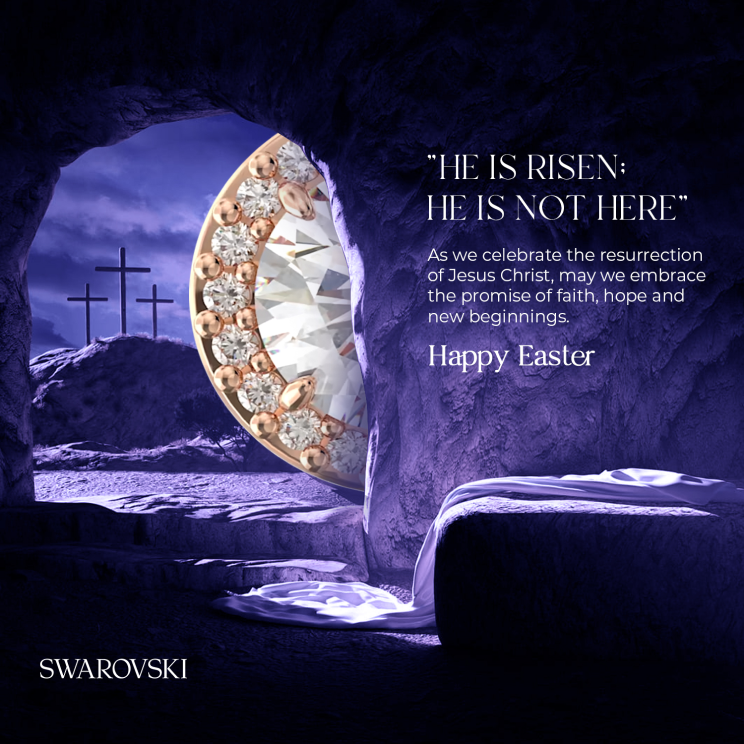 ”HE IS RISEN;
HE IS NOT HERE”
As we celebrate the resurrection
of Jesus Christ, may we embrace
the promise of faith, hope and
new beginnings.
Happy Easter
SWAROVSKI